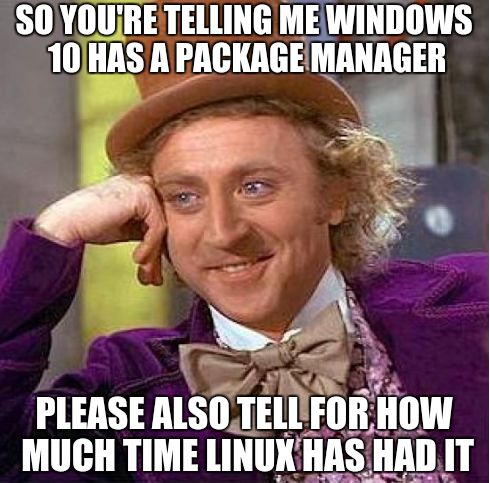 SO YOU'RE TELLING ME WINDOWS
10 HAS A PACKAGE MANAGER
PLEASE ALSO TELL FOR HOW
MUCH TIME LINUX HAS HAD IT